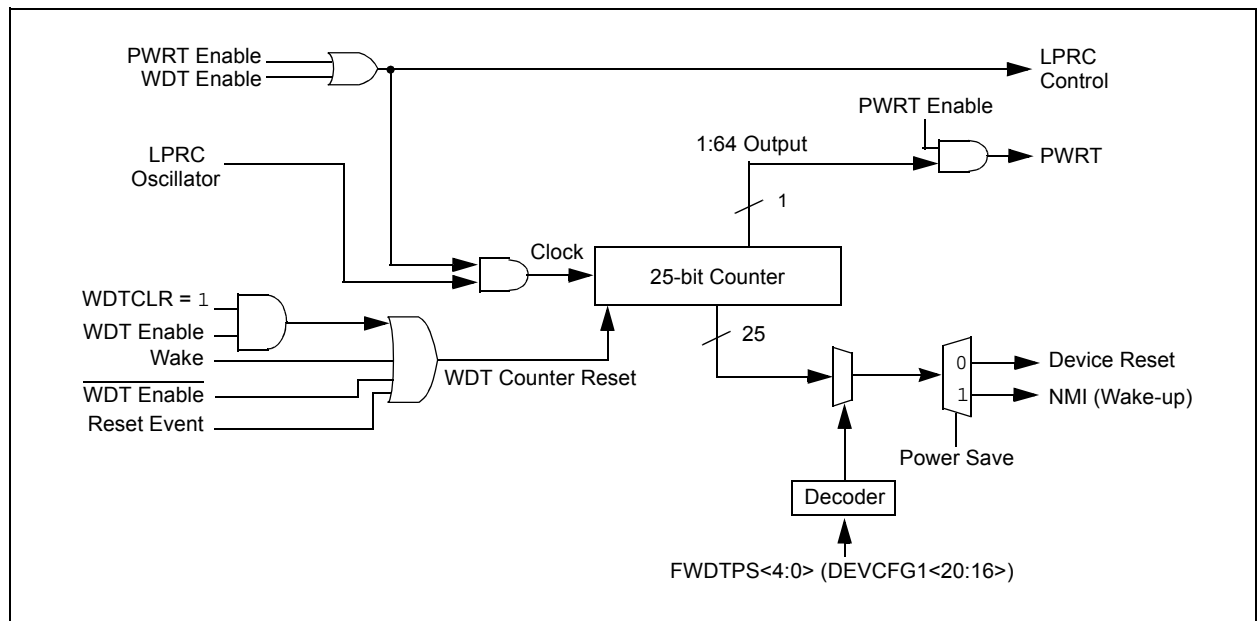 PWRT Enable
WDT Enable
LPRC
Control
PWRT Enable
1:64 Output
PWRT
LPRC
Oscillator
1
Clock
25-bit Counter
WDTCLR = 1
WDT Enable
Wake
WDT Enable
Reset Event
WDT Counter Reset
25
0
Device Reset
1
NMI (Wake-up)
Power Save
Decoder
FWDTPS<4:0> (DEVCFG1<20:16>)